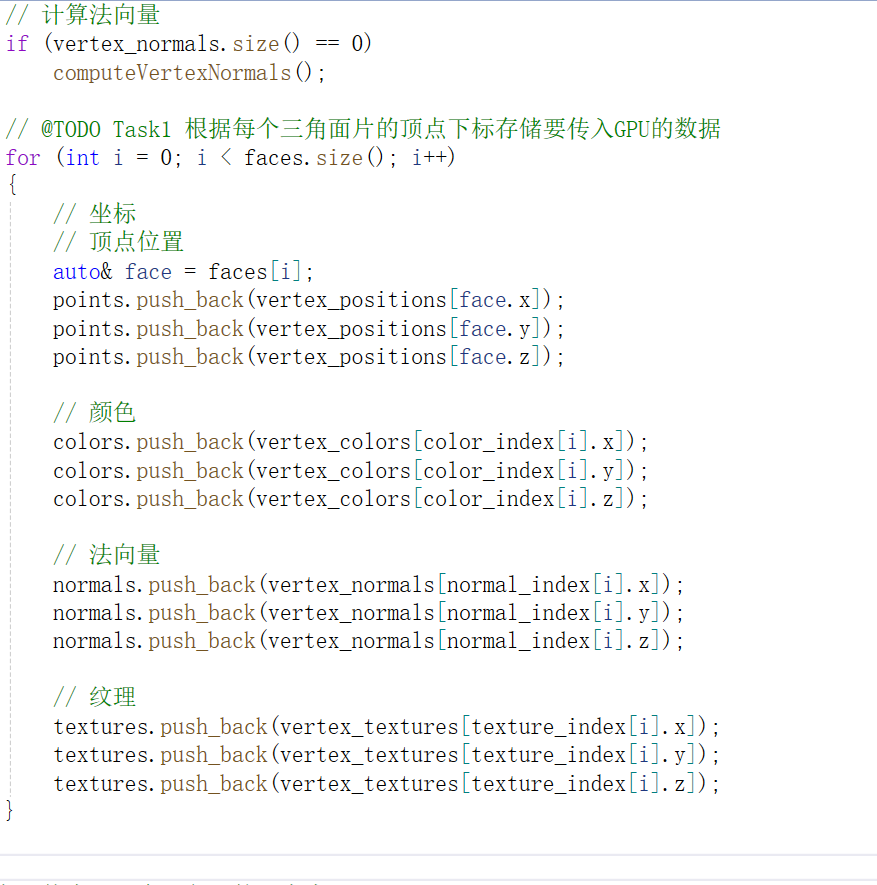 // 计算法向量
if (vertex_normals.size() == 0)
    computeVertexNormals();
// @TODO Task1 根据每个三角面片的顶点下标存储要传入GPU的数据
for (int i = 0; i < faces.size(); i++)
{
    // 坐标
    // 顶点位置
    auto& face = faces[i];
    points.push_back(vertex_positions[face.x]);
    points.push_back(vertex_positions[face.y]);
    points.push_back(vertex_positions[face.z]);
    // 颜色
    colors.push_back(vertex_colors[color_index[i].x]);
    colors.push_back(vertex_colors[color_index[i].y]);
    colors.push_back(vertex_colors[color_index[i].z]);
    // 法向量
    normals.push_back(vertex_normals[normal_index[i].x]);
    normals.push_back(vertex_normals[normal_index[i].y]);
    normals.push_back(vertex_normals[normal_index[i].z]);
    // 纹理
    textures.push_back(vertex_textures[texture_index[i].x]);
    textures.push_back(vertex_textures[texture_index[i].y]);
    textures.push_back(vertex_textures[texture_index[i].z]);
}